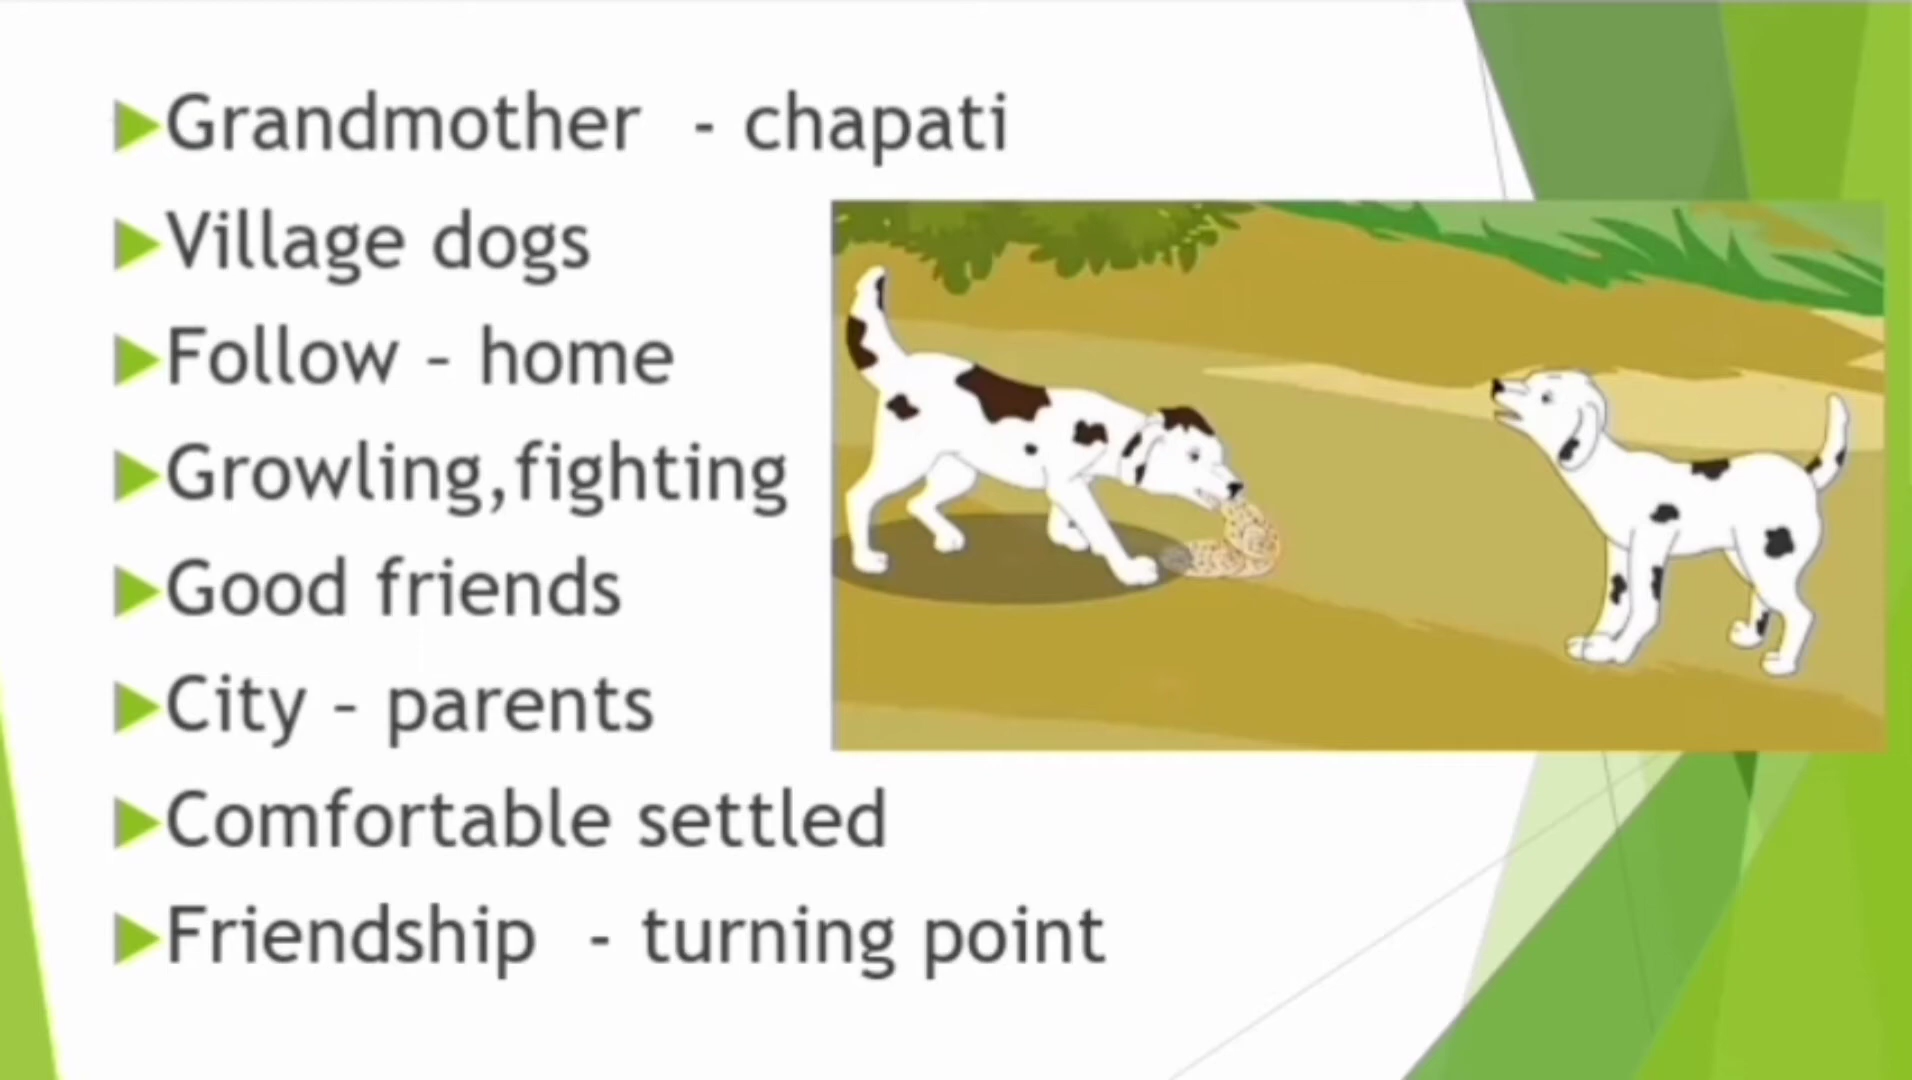 Grandmother - chapati
Village dogs
Follow – home
Growling,fighting
Good friends
City – parents
Comfortable settled
Friendship - turning point